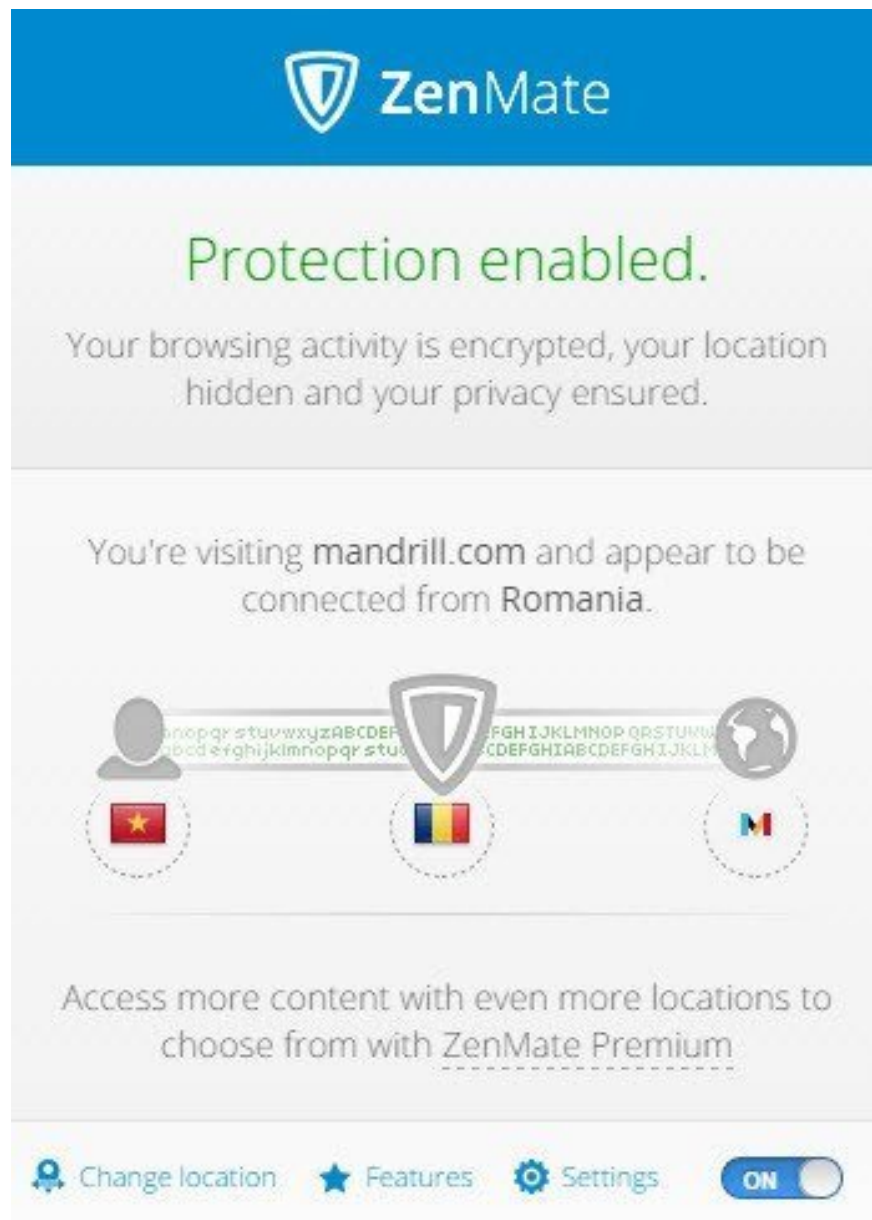 ZenMate
Protection enabled.
Your browsing activity is encrypted, your location
hidden and your privacy ensured.
You're visiting mandrill.com and appear to be
connected from Romania.
Access more content with even more locations to
choose from with ZenMate Premium
Change location Features Settings ON